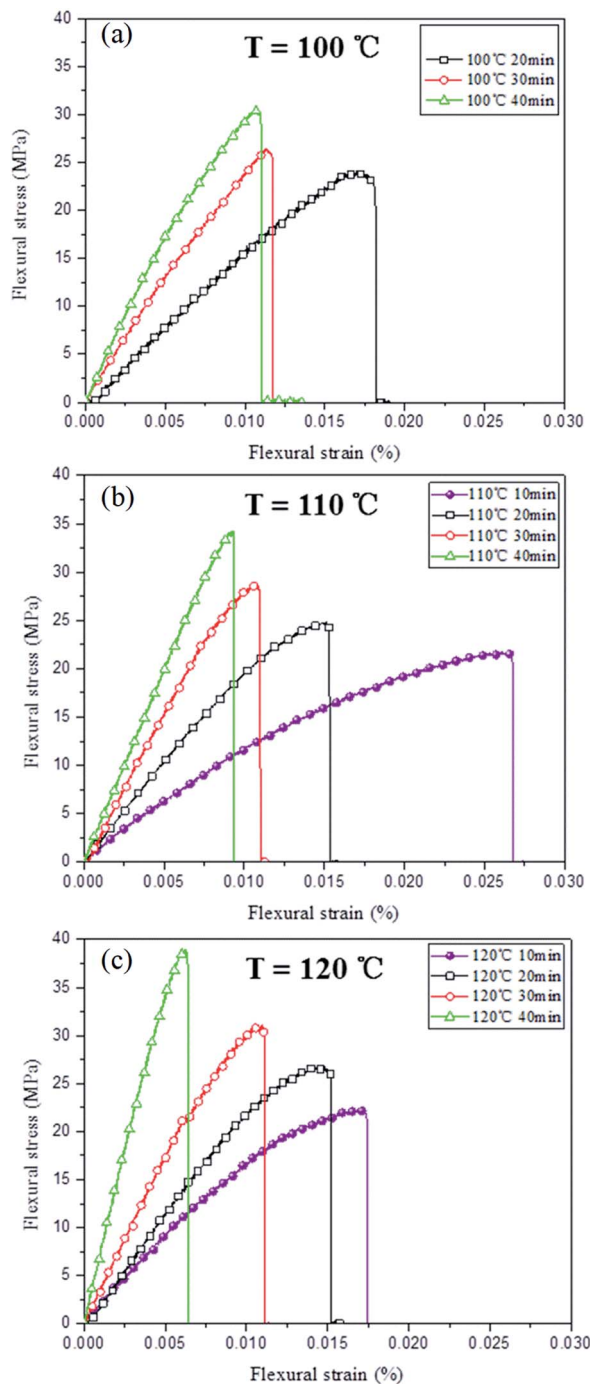 (a)
T = 100 ℃
100℃ 20min
100℃ 30min
100℃ 40min
40
35
30
25
20
15
10
5
0
Flexural stress (MPa)
0.000 0.005 0.010 0.015 0.020 0.025 0.030
Flexural strain (%)
(b)
T = 110 ℃
110℃ 10min
110℃ 20min
110℃ 30min
110℃ 40min
40
35
30
25
20
15
10
5
0
Flexural stress (MPa)
0.000 0.005 0.010 0.015 0.020 0.025 0.030
Flexural strain (%)
(c)
T = 120 ℃
120℃ 10min
120℃ 20min
120℃ 30min
120℃ 40min
40
35
30
25
20
15
10
5
0
Flexural stress (MPa)
0.000 0.005 0.010 0.015 0.020 0.025 0.030
Flexural strain (%)